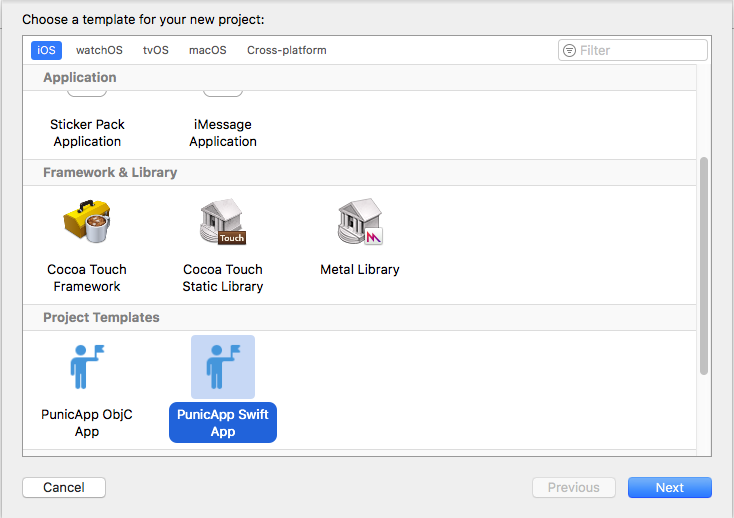 Choose a template for your new project:
iOS watchOS tvOS macOS Cross-platform Filter
Application
Sticker Pack
Application
iMessage
Application
Framework & Library
Touch
Cocoa Touch
Framework
Cocoa Touch
Static Library
Metal Library
Project Templates
PunicApp ObjC
App
PunicApp Swift
App
Cancel Previous Next